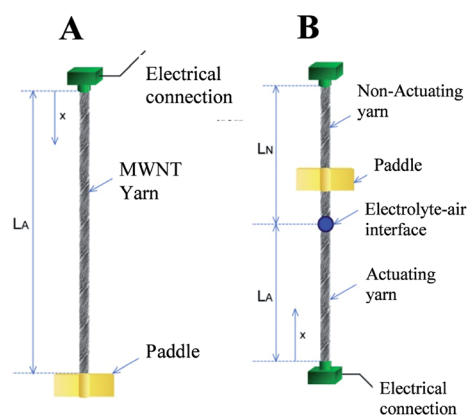 A
B
Electrical
connection
x
MWNT
Yarn
LA
Paddle
Non-Actuating
yarn
LN
Paddle
Electrolyte-air
interface
LA
Actuating
yarn
x
Electrical
connection